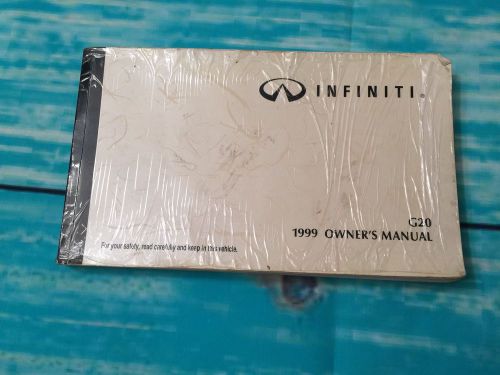 INFINITI®
G20
1999 OWNER'S MANUAL
For your safety, read carefully and keep in this vehicle.